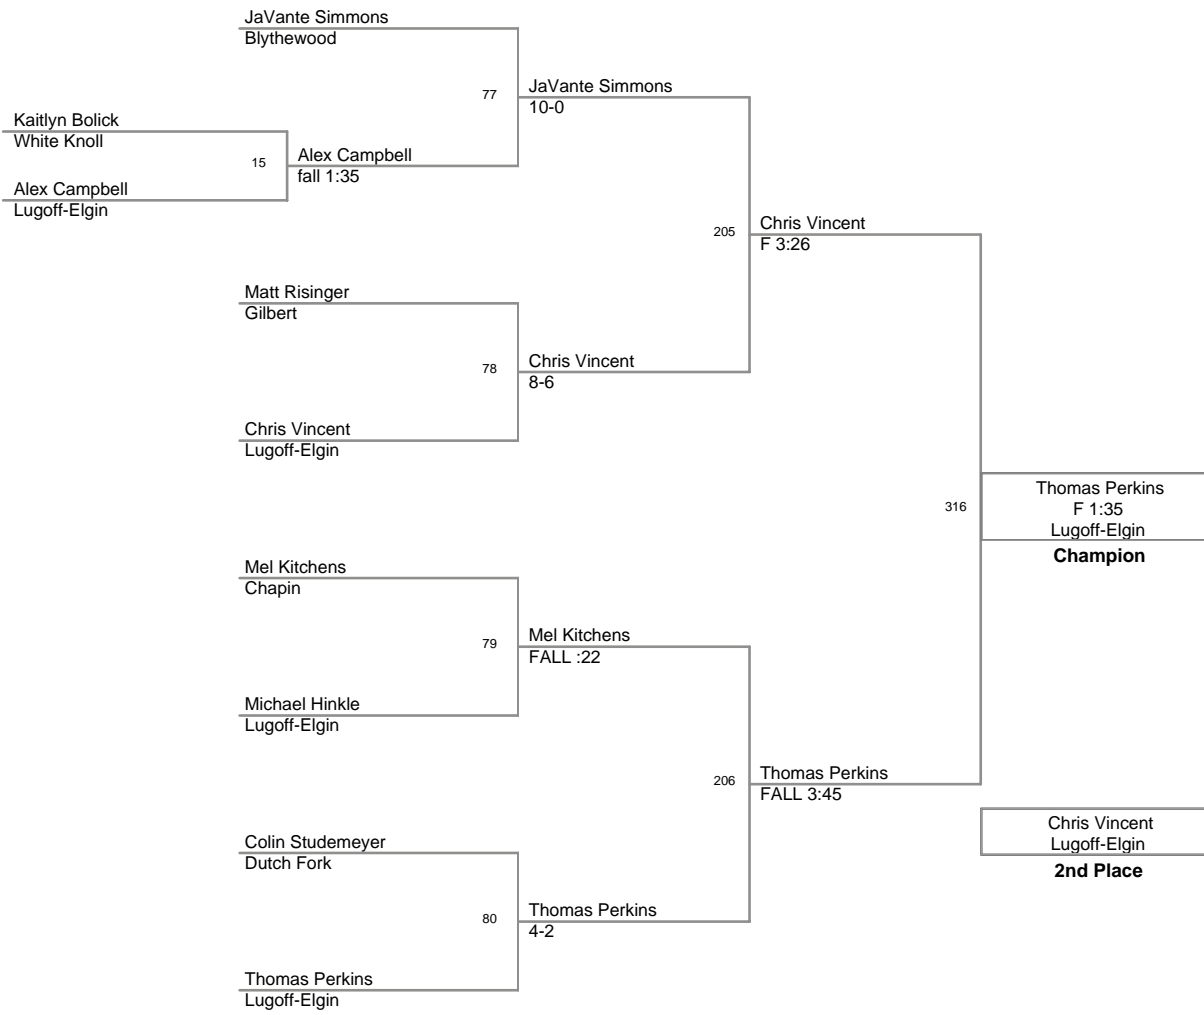 JaVante Simmons
Blythewood
77
JaVante Simmons
10-0
Kaitlyn Bolick
White Knoll
15
Alex Campbell
fall 1:35
Alex Campbell
Lugoff-Elgin
205
Chris Vincent
F 3:26
Matt Risinger
Gilbert
78
Chris Vincent
8-6
Chris Vincent
Lugoff-Elgin
316
Thomas Perkins
F 1:35
Lugoff-Elgin
Champion
Mel Kitchens
Chapin
79
Mel Kitchens
FALL :22
Michael Hinkle
Lugoff-Elgin
206
Thomas Perkins
FALL 3:45
Chris Vincent
Lugoff-Elgin
2nd Place
Colin Studemeyer
Dutch Fork
80
Thomas Perkins
4-2
Thomas Perkins
Lugoff-Elgin